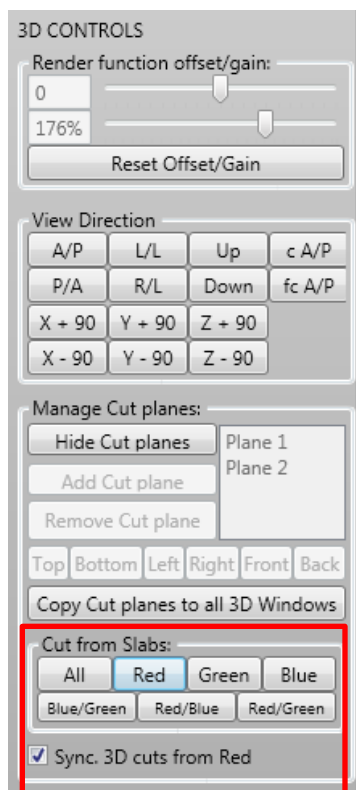 3D CONTROLS
Render function offset/gain:
0
176%
Reset Offset/Gain
View Direction
A/P L/L Up c A/P
P/A R/L Down fc A/P
X + 90 Y + 90 Z + 90
X - 90 Y - 90 Z - 90
Manage Cut planes:
Hide Cut planes Plane 1
Add Cut plane Plane 2
Remove Cut plane
Top Bottom Left Right Front Back
Copy Cut planes to all 3D Windows
Cut from Slabs:
All Red Green Blue
Blue/Green Red/Blue Red/Green
Sync. 3D cuts from Red